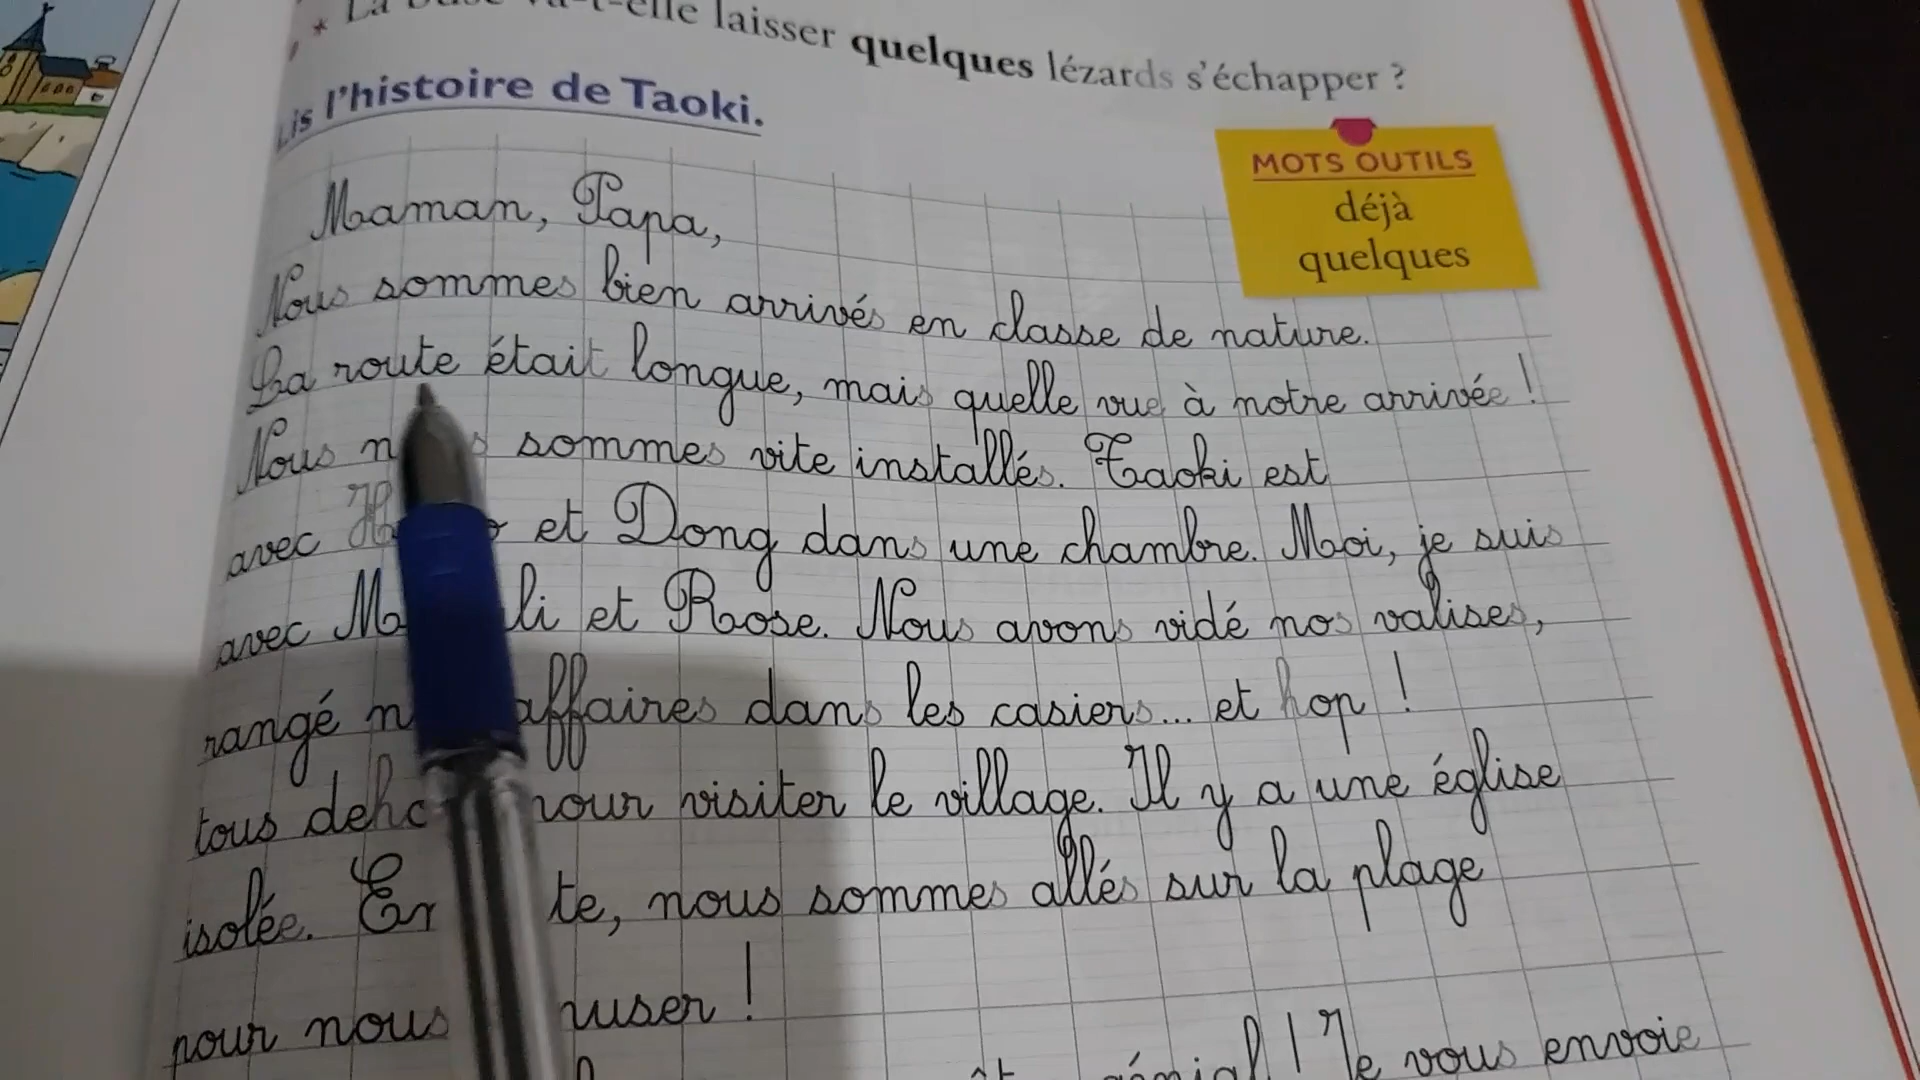 va-t-elle laisser quelques lézards s'échapper ?
l'histoire de Taoki.
MOTS OUTILS
déjà
quelques
Maman, Papa,
Nous sommes bien arrivés en classe de nature.
La route était longue, mais quelle vue à notre arrivée !
Nous sommes vite installés. Taoki est
avec et Dong dans une chambre. Moi, je suis
avec et Rose. Nous avons vidé nos valises,
rangé affaires dans les casiers... et hop !
tous visiter le village. Il y a une église
isolée. nous sommes allés sur la plage
pour nous !
! Je vous envoie